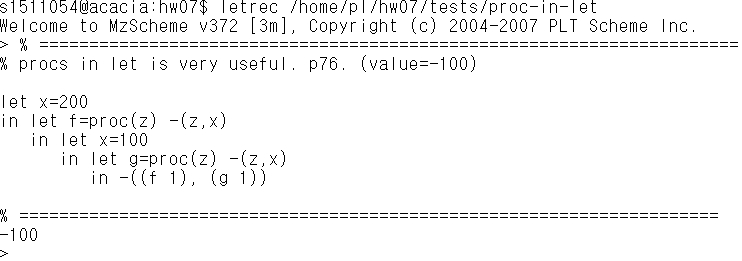 s1511054@acacia:hw07$ letrec /home/pl/hw07/tests/proc-in-let
Welcome to MzScheme v372 [3m], Copyright (c) 2004-2007 PLT Scheme Inc.
> % ======================================================================
% procs in let is very useful. p76. (value=-100)
let x=200
in let f=proc(z) -(z,x)
in let x=100
in let g=proc(z) -(z,x)
in -((f 1), (g 1))
% ======================================================================
-100
>